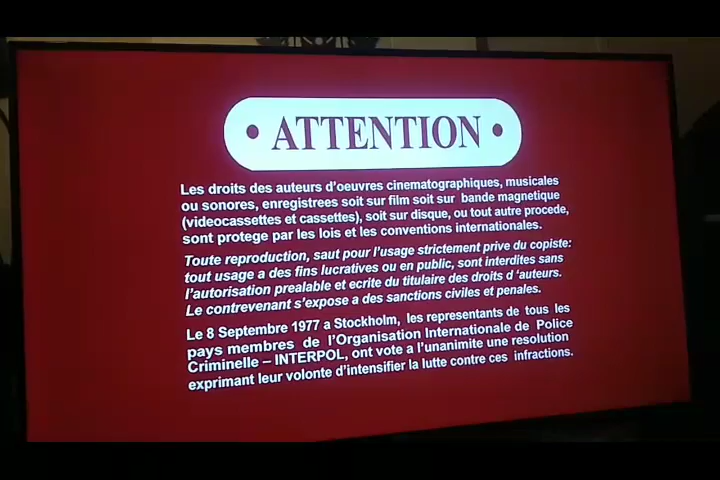 • ATTENTION •
Les droits des auteurs d'oeuvres cinematographiques, musicales
ou sonores, enregistrees soit sur film soit sur bande magnetique
(videocassettes et cassettes), soit sur disque, ou tout autre procede,
sont protege par les lois et les conventions internationales.
Toute reproduction, saut pour l'usage strictement prive du copiste:
tout usage a des fins lucratives ou en public, sont interdites sans
l'autorisation prealable et ecrite du titulaire des droits d 'auteurs.
Le contrevenant s'expose a des sanctions civiles et penales.
Le 8 Septembre 1977 a Stockholm, les representants de tous les
pays membres de l'Organisation Internationale de Police
Criminelle – INTERPOL, ont vote a l'unanimite une resolution
exprimant leur volonte d'intensifier la lutte contre ces infractions.